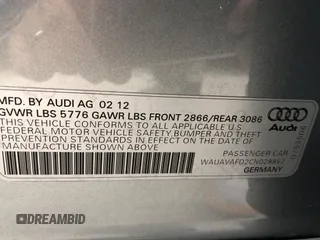 MFD. BY AUDI AG 02 12
GVWR LBS 5776 GAWR LBS FRONT 2866/REAR 3086
THIS VEHICLE CONFORMS TO ALL APPLICABLE U.S.
FEDERAL MOTOR VEHICLE SAFETY, BUMPER AND THEFT
PREVENTION STANDARDS IN EFFECT ON THE DATE OF
MANUFACTURE SHOWN ABOVE
Audi
PASSENGER CAR
GERMANY
DREAMBID